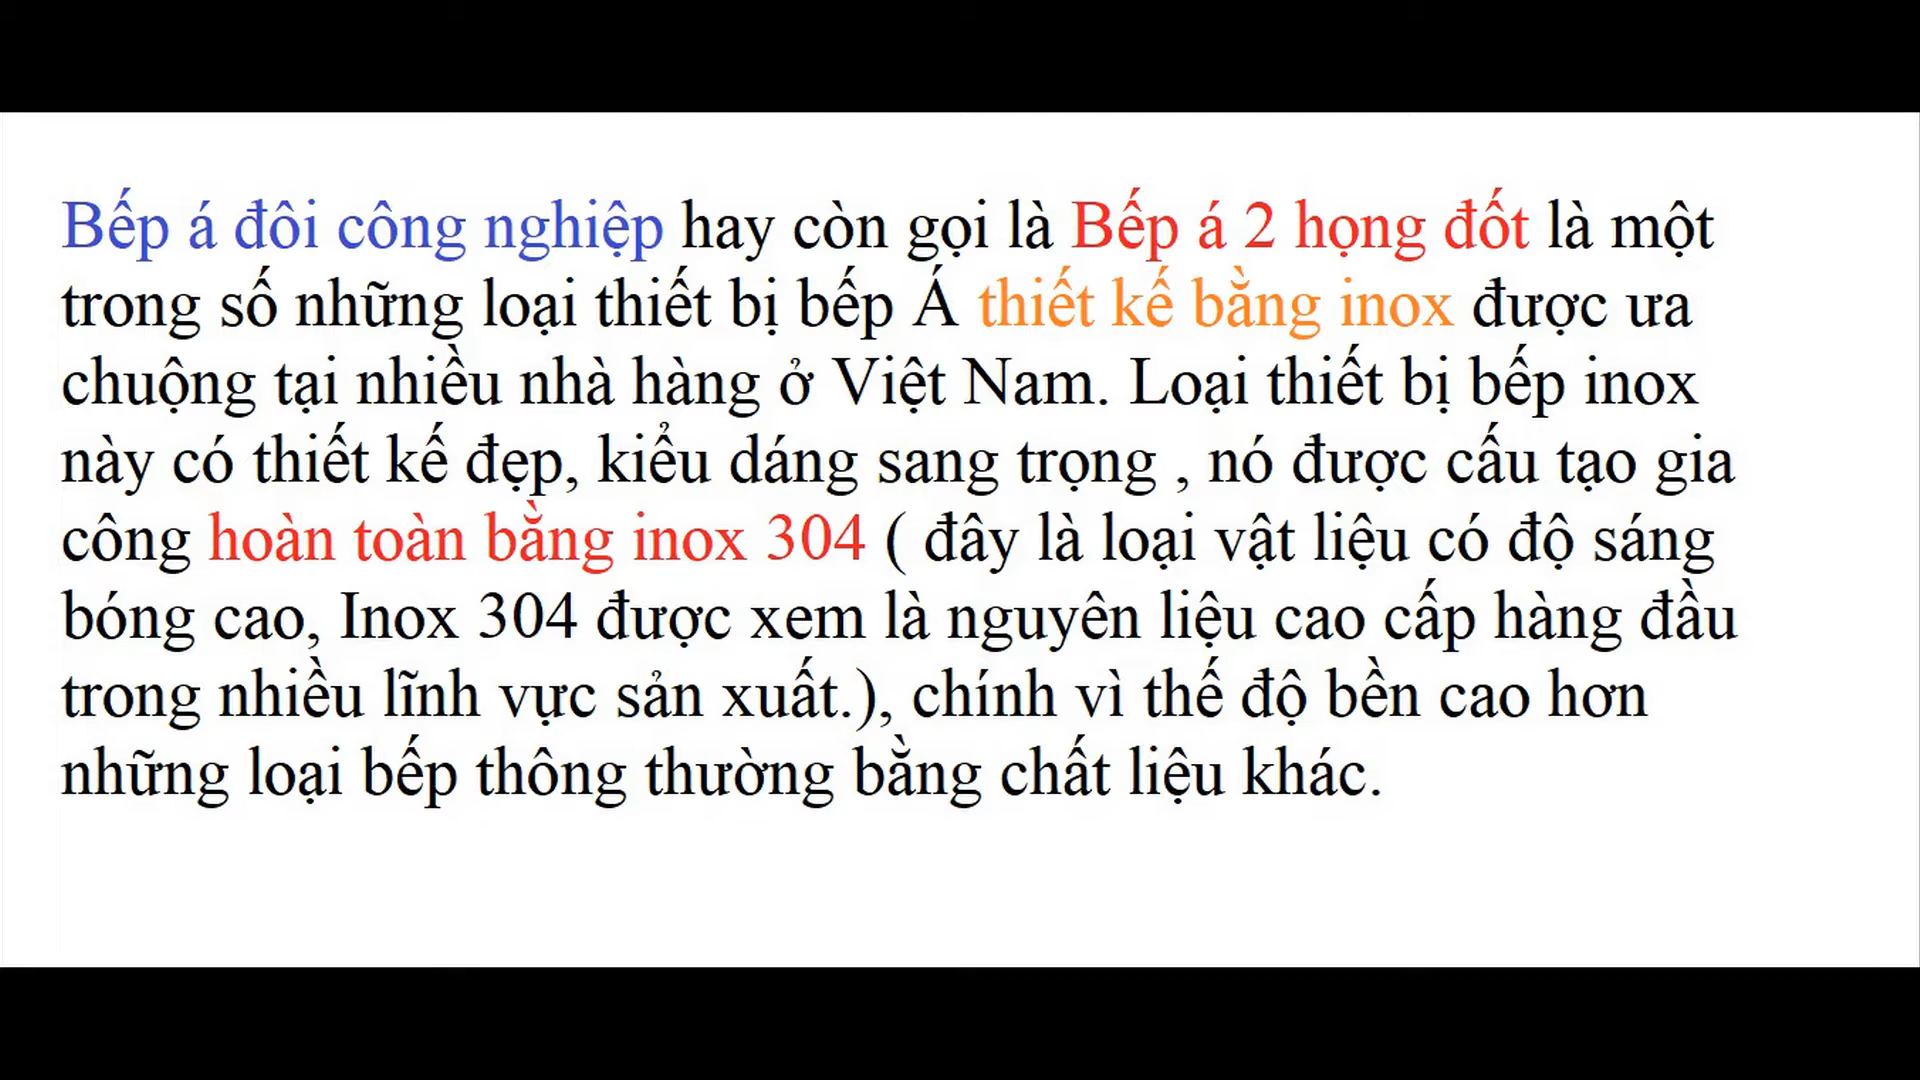 Bếp á đôi công nghiệp hay còn gọi là Bếp á 2 họng đốt là một
trong số những loại thiết bị bếp Á thiết kế bằng inox được ưa
chuộng tại nhiều nhà hàng ở Việt Nam. Loại thiết bị bếp inox
này có thiết kế đẹp, kiểu dáng sang trọng , nó được cấu tạo gia
công hoàn toàn bằng inox 304 ( đây là loại vật liệu có độ sáng
bóng cao, Inox 304 được xem là nguyên liệu cao cấp hàng đầu
trong nhiều lĩnh vực sản xuất.), chính vì thế độ bền cao hơn
những loại bếp thông thường bằng chất liệu khác.